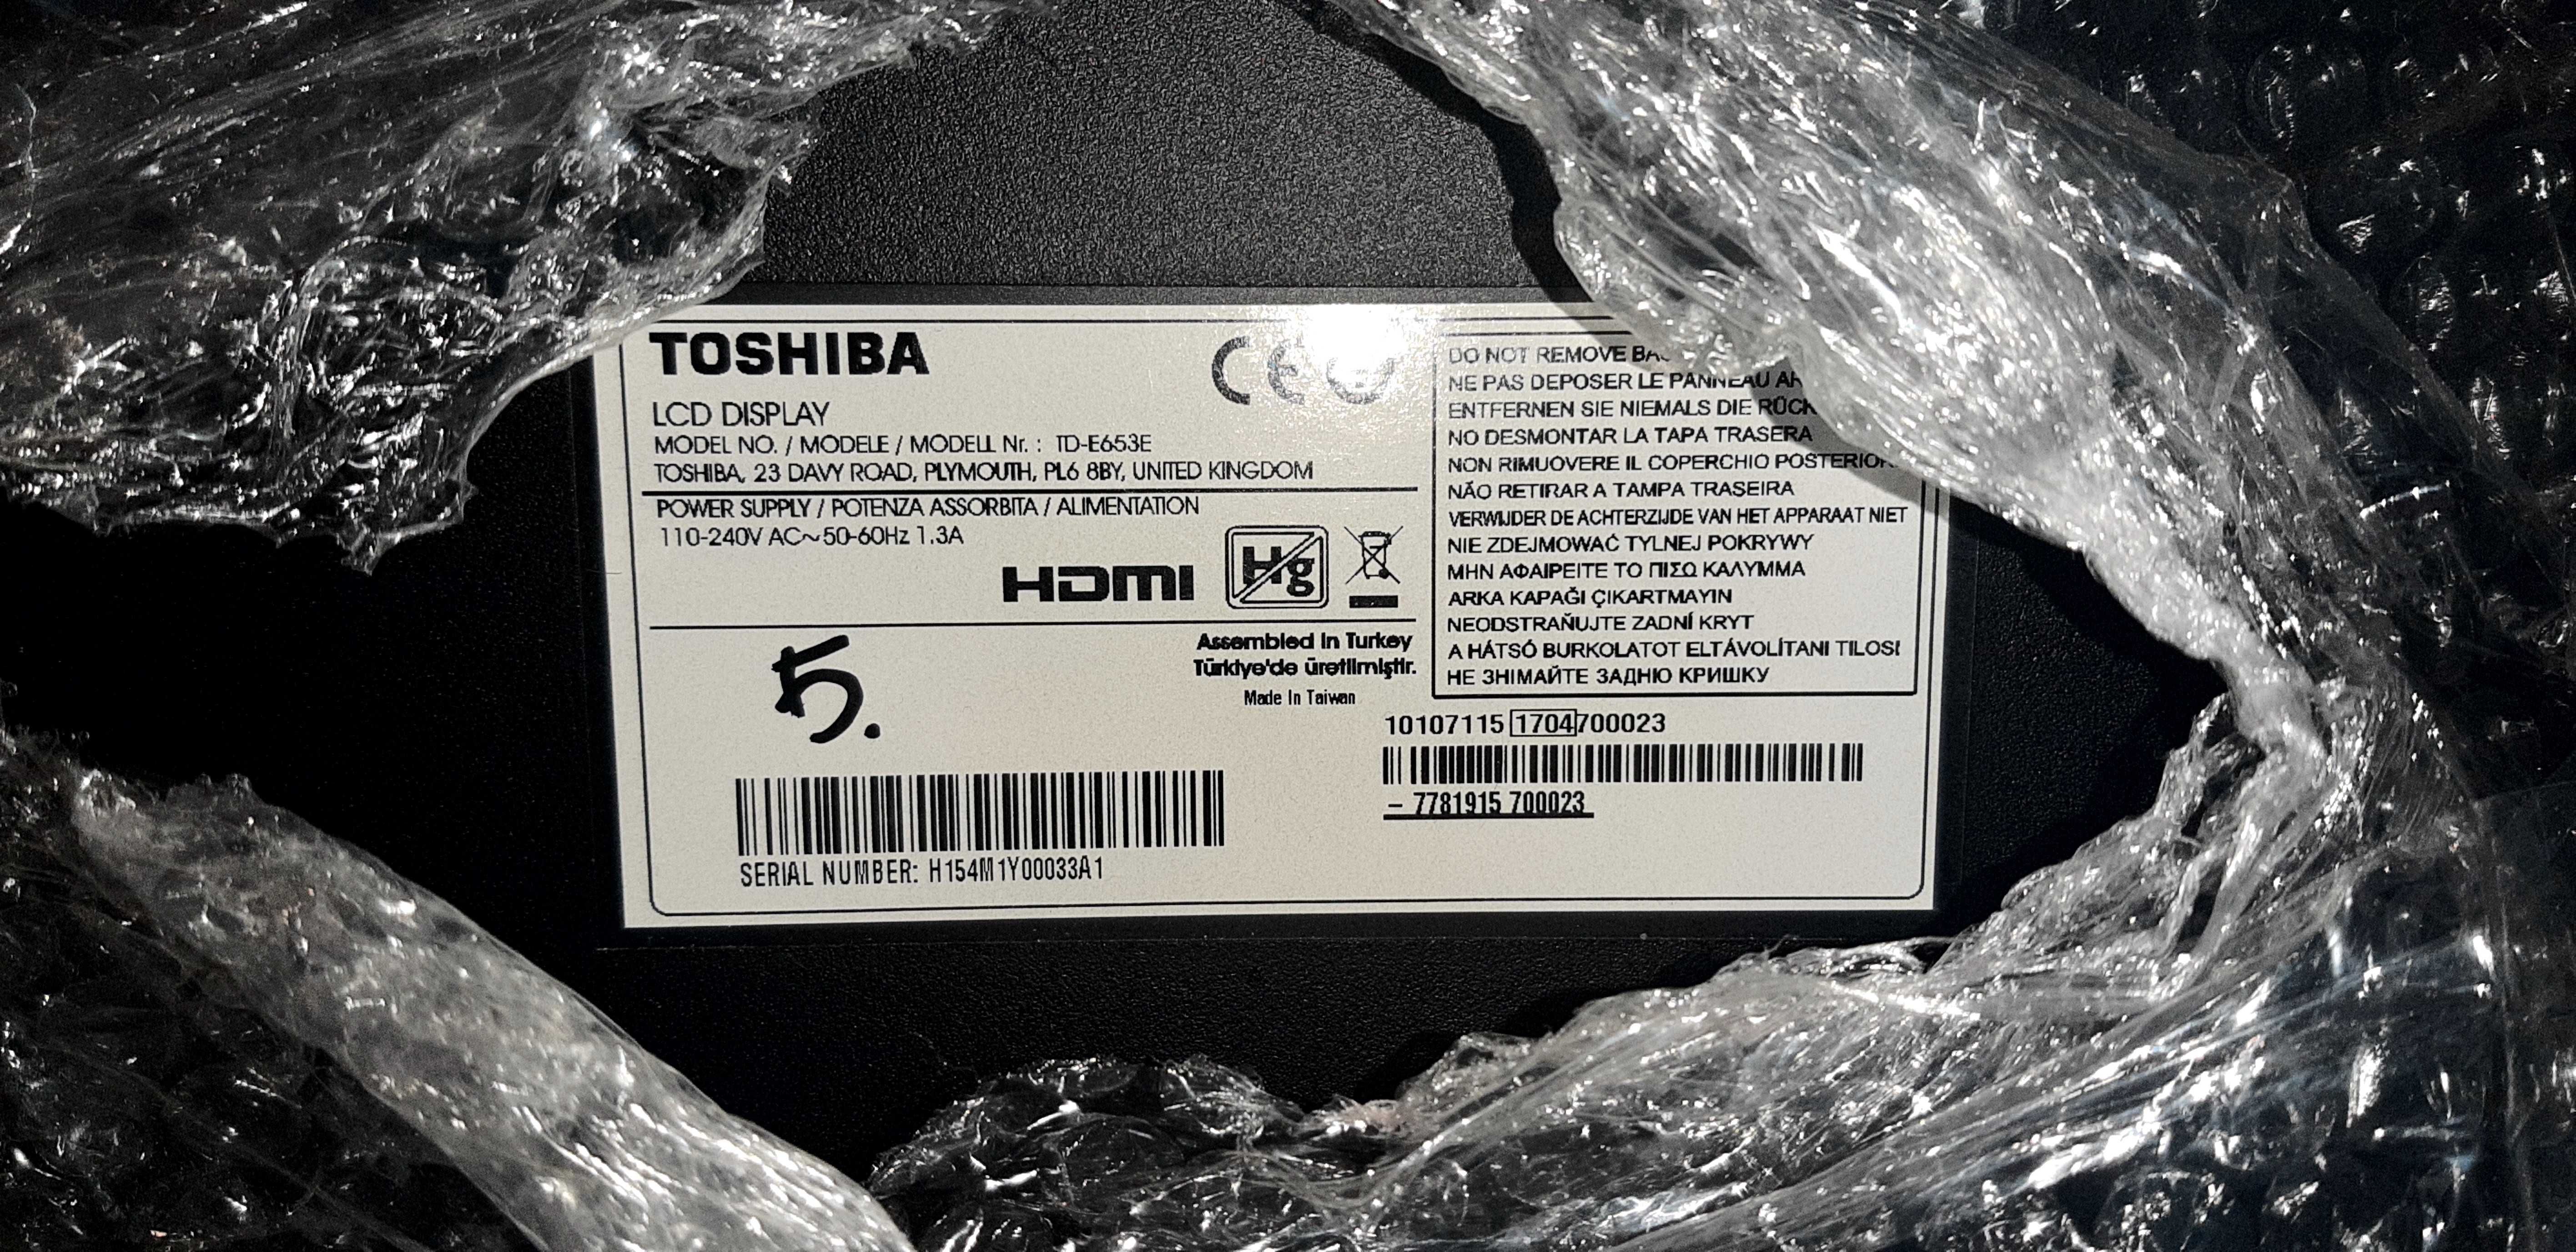 TOSHIBA
LCD DISPLAY
MODEL NO. / MODELE / MODELL Nr. : TD-E653E
TOSHIBA, 23 DAVY ROAD, PLYMOUTH, PL6 8BY, UNITED KINGDOM
POWER SUPPLY / POTENZA ASSORBITA / ALIMENTATION
110-240V AC~50-60Hz 1.3A
CE
HDMI
Hg
Assembled in Turkey
Türkiye'de üretilmiştir.
Made In Taiwan
5.
SERIAL NUMBER: H154M1Y00033A1
DO NOT REMOVE
NE PAS DEPOSER LE PANNEAU
ENTFERNEN SIE NIEMALS DIE
NO DESMONTAR LA TAPA TRASERA
NON RIMUOVERE IL COPERCHIO
NÃO RETIRAR A TAMPA TRASEIRA
VERWIJDER DE ACHTERZIJDE VAN HET APPARAAT NIET
NIE ZDEJMOWAĆ TYLNEJ POKRYWY
ΜΗΝ ΑΦΑΙΡΕΙΤΕ ΤΟ ΠΙΣΩ ΚΑΛΥΜΜΑ
ARKA KAPAĞI ÇIKARTMAYIN
NEODSTRAŇUJTE ZADNÍ KRYT
A HÁTSÓ BURKOLATOT ELTÁVOLÍTANI TILOS!
НЕ ЗНІМАЙТЕ ЗАДНЮ КРИШКУ
10107115 1704 700023
– 7781915 700023